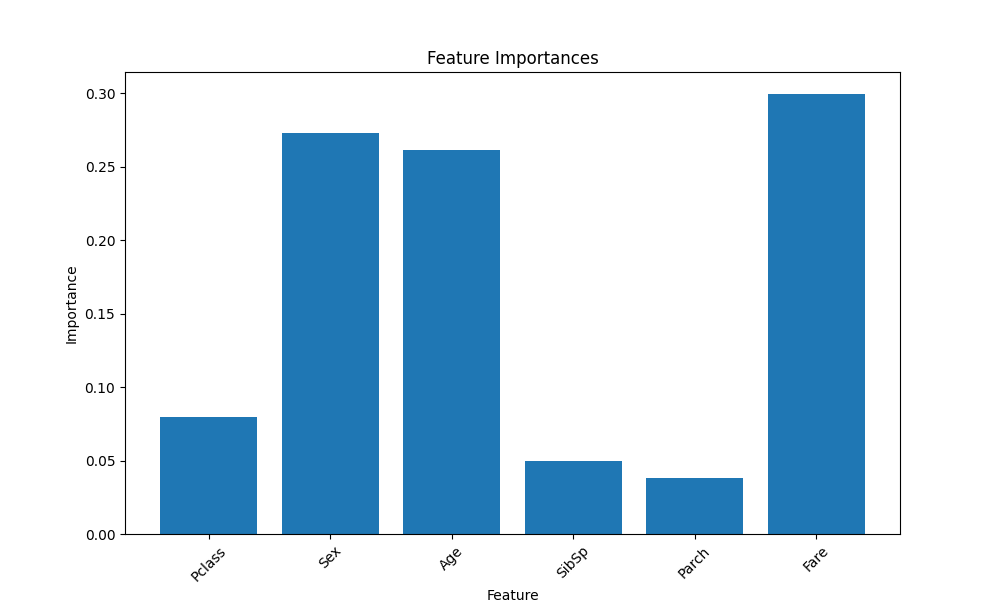 Feature Importances
0.30
0.25
0.20
0.15
0.10
0.05
0.00
Importance
Pclass
Sex
Age
SibSp
Parch
Fare
Feature